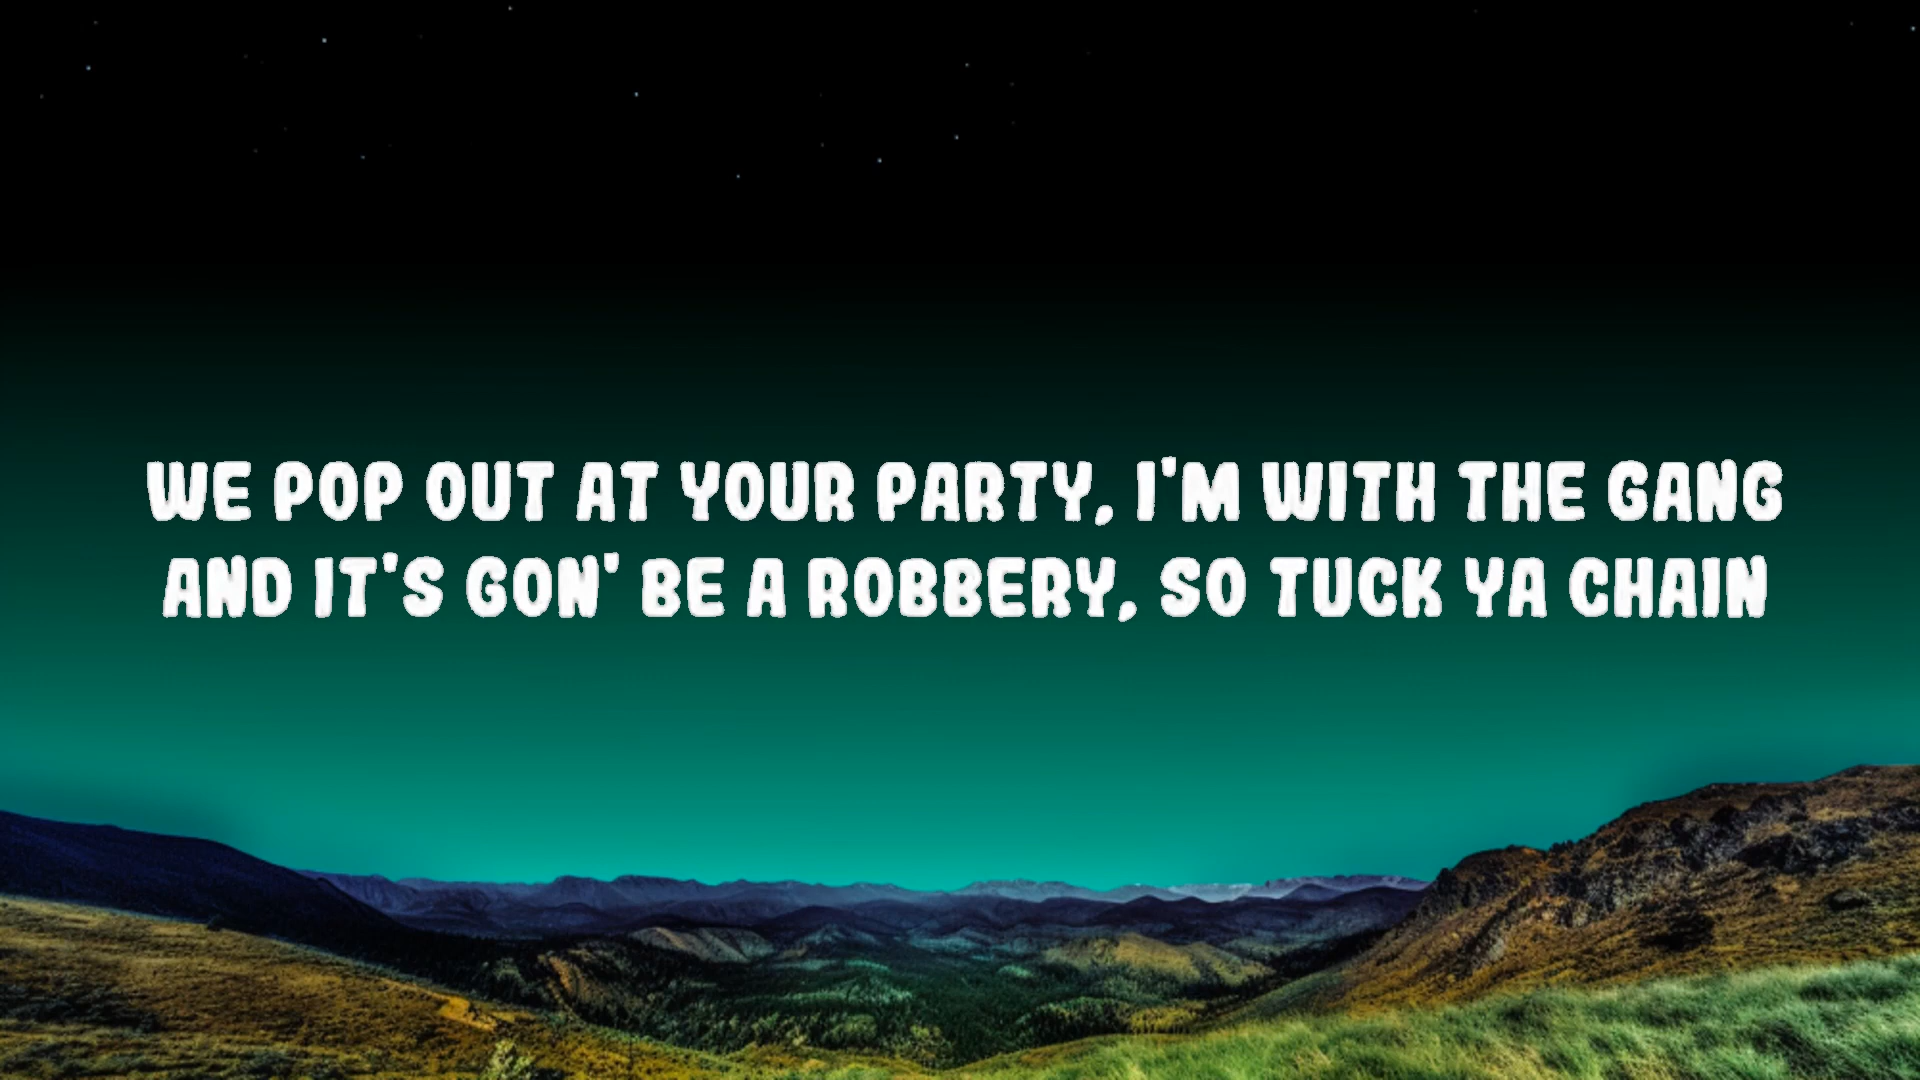 WE POP OUT AT YOUR PARTY, I'M WITH THE GANG
AND IT'S GON' BE A ROBBERY, SO TUCK YA CHAIN